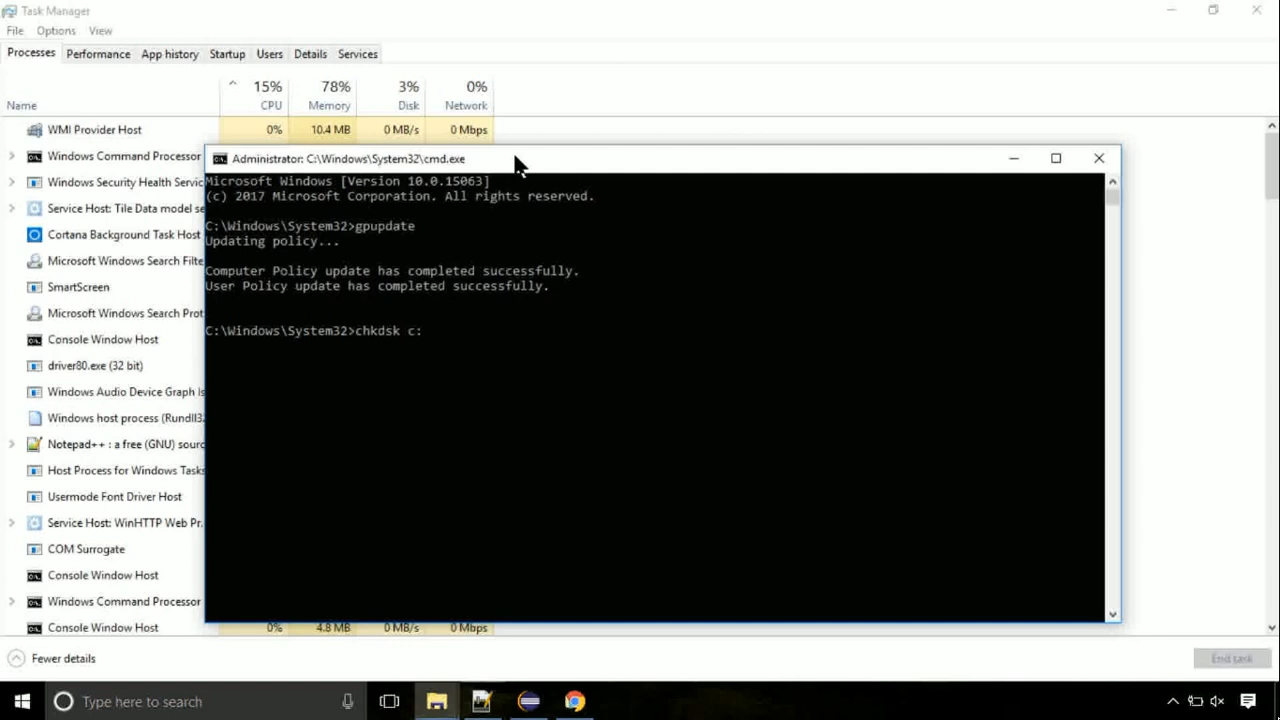 Task Manager
File Options View
Processes Performance App history Startup Users Details Services
15% 78% 3% 0%
Name CPU Memory Disk Network
WMI Provider Host 0% 10.4 MB 0 MB/s 0 Mbps
Windows Command Processor
Windows Security Health Servic
Service Host: Tile Data model se
Cortana Background Task Host
Microsoft Windows Search Filte
SmartScreen
Microsoft Windows Search Prot
Console Window Host
driver80.exe (32 bit)
Windows Audio Device Graph Is
Windows host process (Rundll32
Notepad++ : a free (GNU) sourc
Host Process for Windows Tasks
Usermode Font Driver Host
Service Host: WinHTTP Web Pr.
COM Surrogate
Console Window Host
Windows Command Processor
Console Window Host 0% 4.8 MB 0 MB/s 0 Mbps
Administrator: C:\Windows\System32\cmd.exe
Microsoft Windows [Version 10.0.15063]
(c) 2017 Microsoft Corporation. All rights reserved.
C:\Windows\System32>gpupdate
Updating policy...
Computer Policy update has completed successfully.
User Policy update has completed successfully.
C:\Windows\System32>chkdsk c:
Fewer details
End task
Type here to search